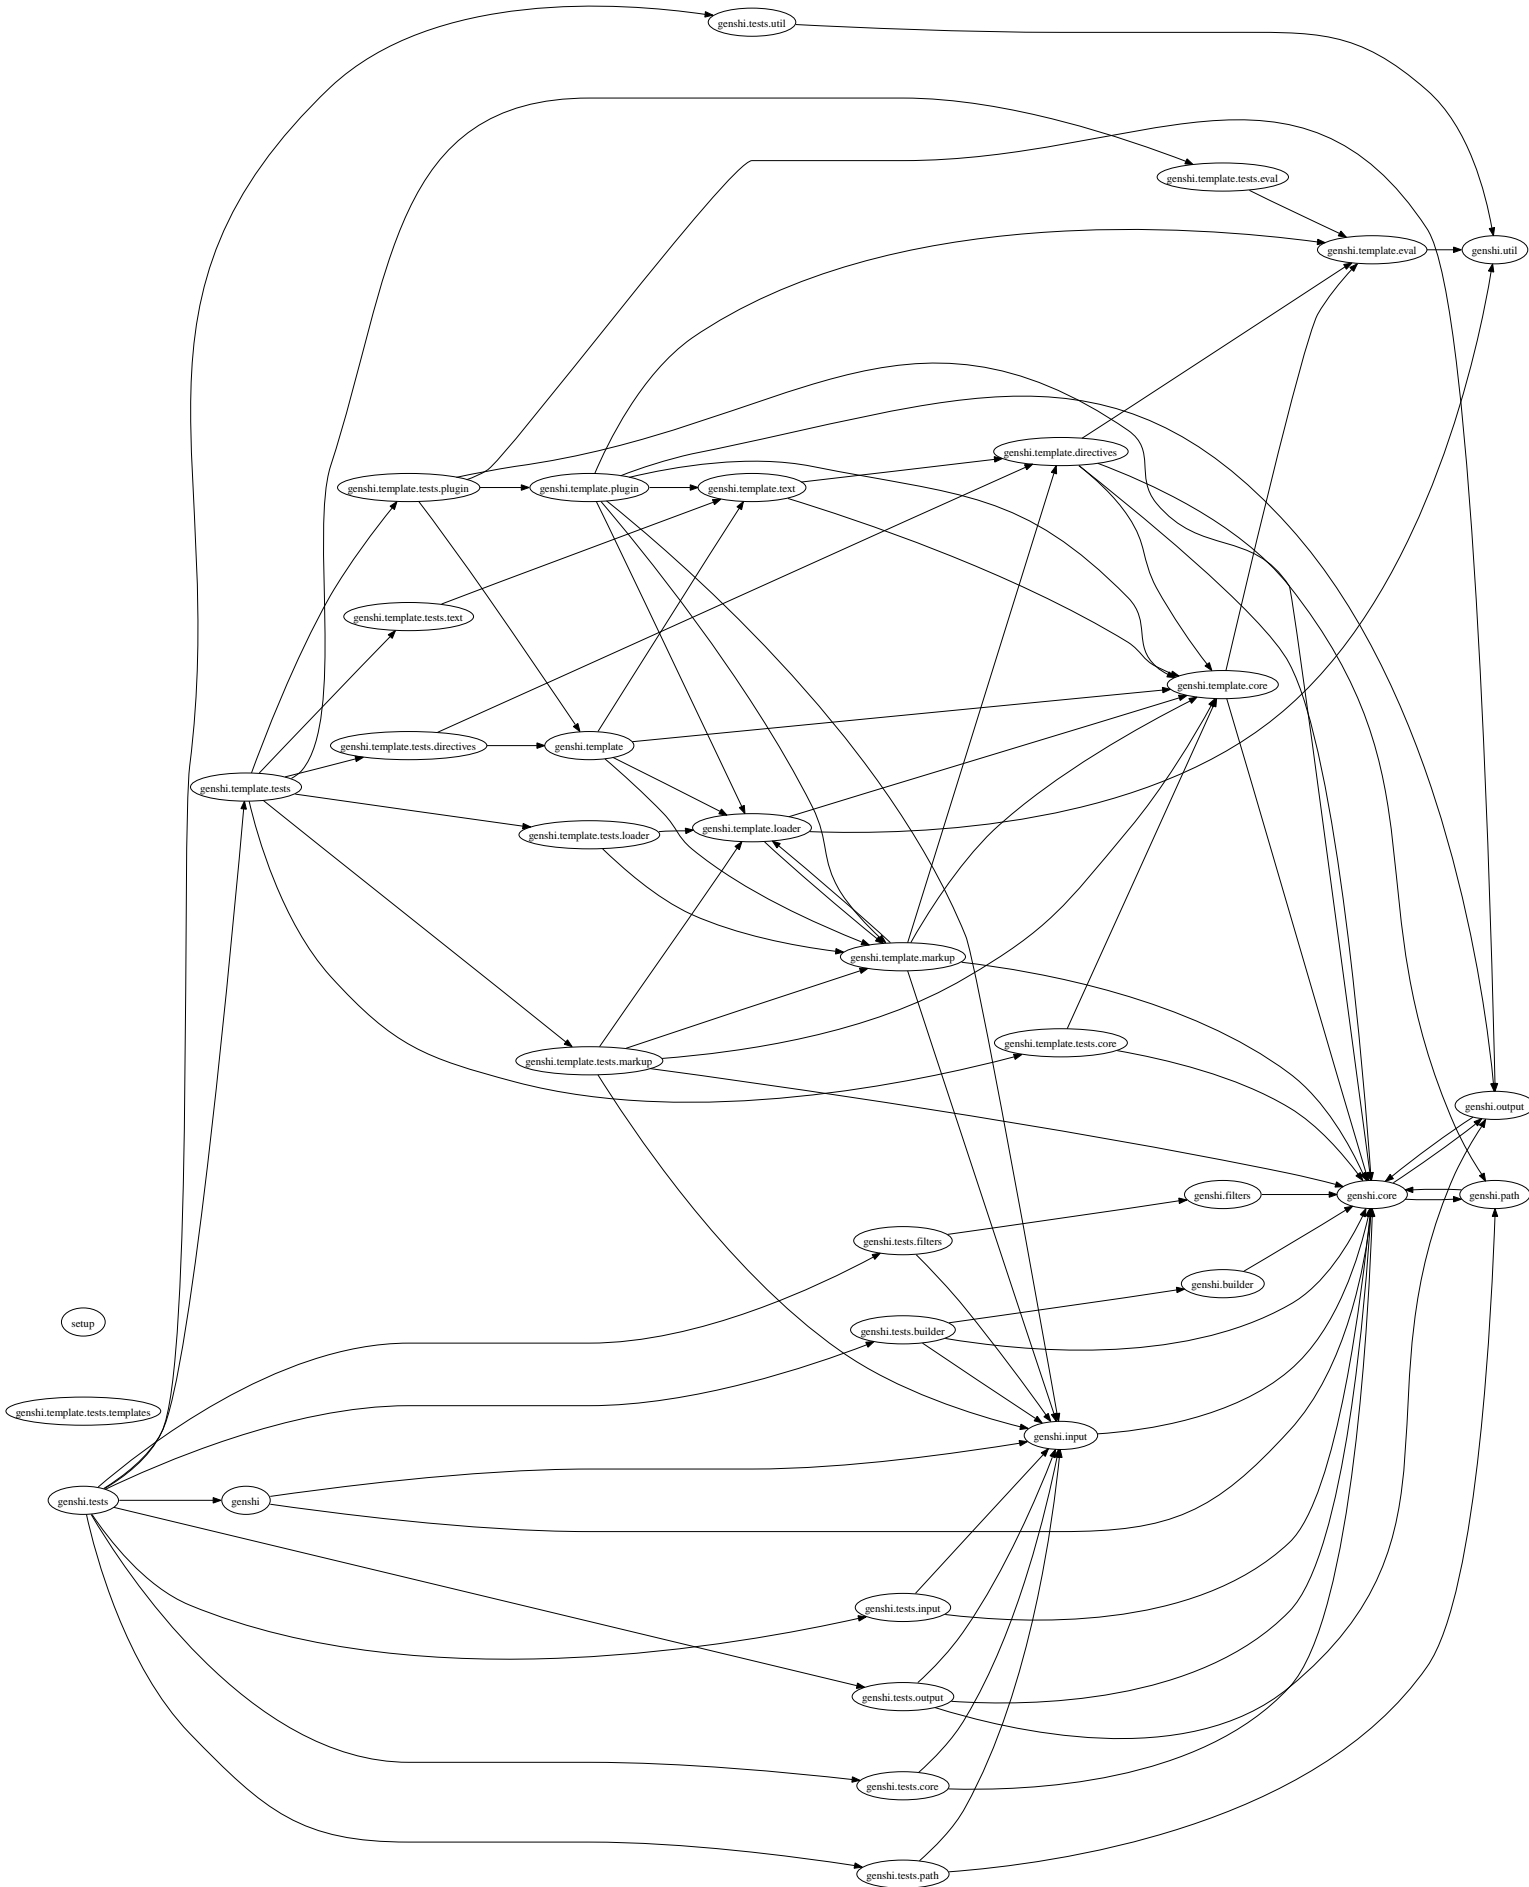 genshi.tests.util
genshi.template.tests.eval
genshi.template.eval
genshi.util
genshi.template.directives
genshi.template.tests.plugin
genshi.template.plugin
genshi.template.text
genshi.template.tests.text
genshi.template.core
genshi.template.tests.directives
genshi.template
genshi.template.tests
genshi.template.tests.loader
genshi.template.loader
genshi.template.markup
genshi.template.tests.core
genshi.template.tests.markup
genshi.output
genshi.filters
genshi.core
genshi.path
genshi.tests.filters
genshi.builder
setup
genshi.tests.builder
genshi.template.tests.templates
genshi.input
genshi.tests
genshi
genshi.tests.input
genshi.tests.output
genshi.tests.core
genshi.tests.path